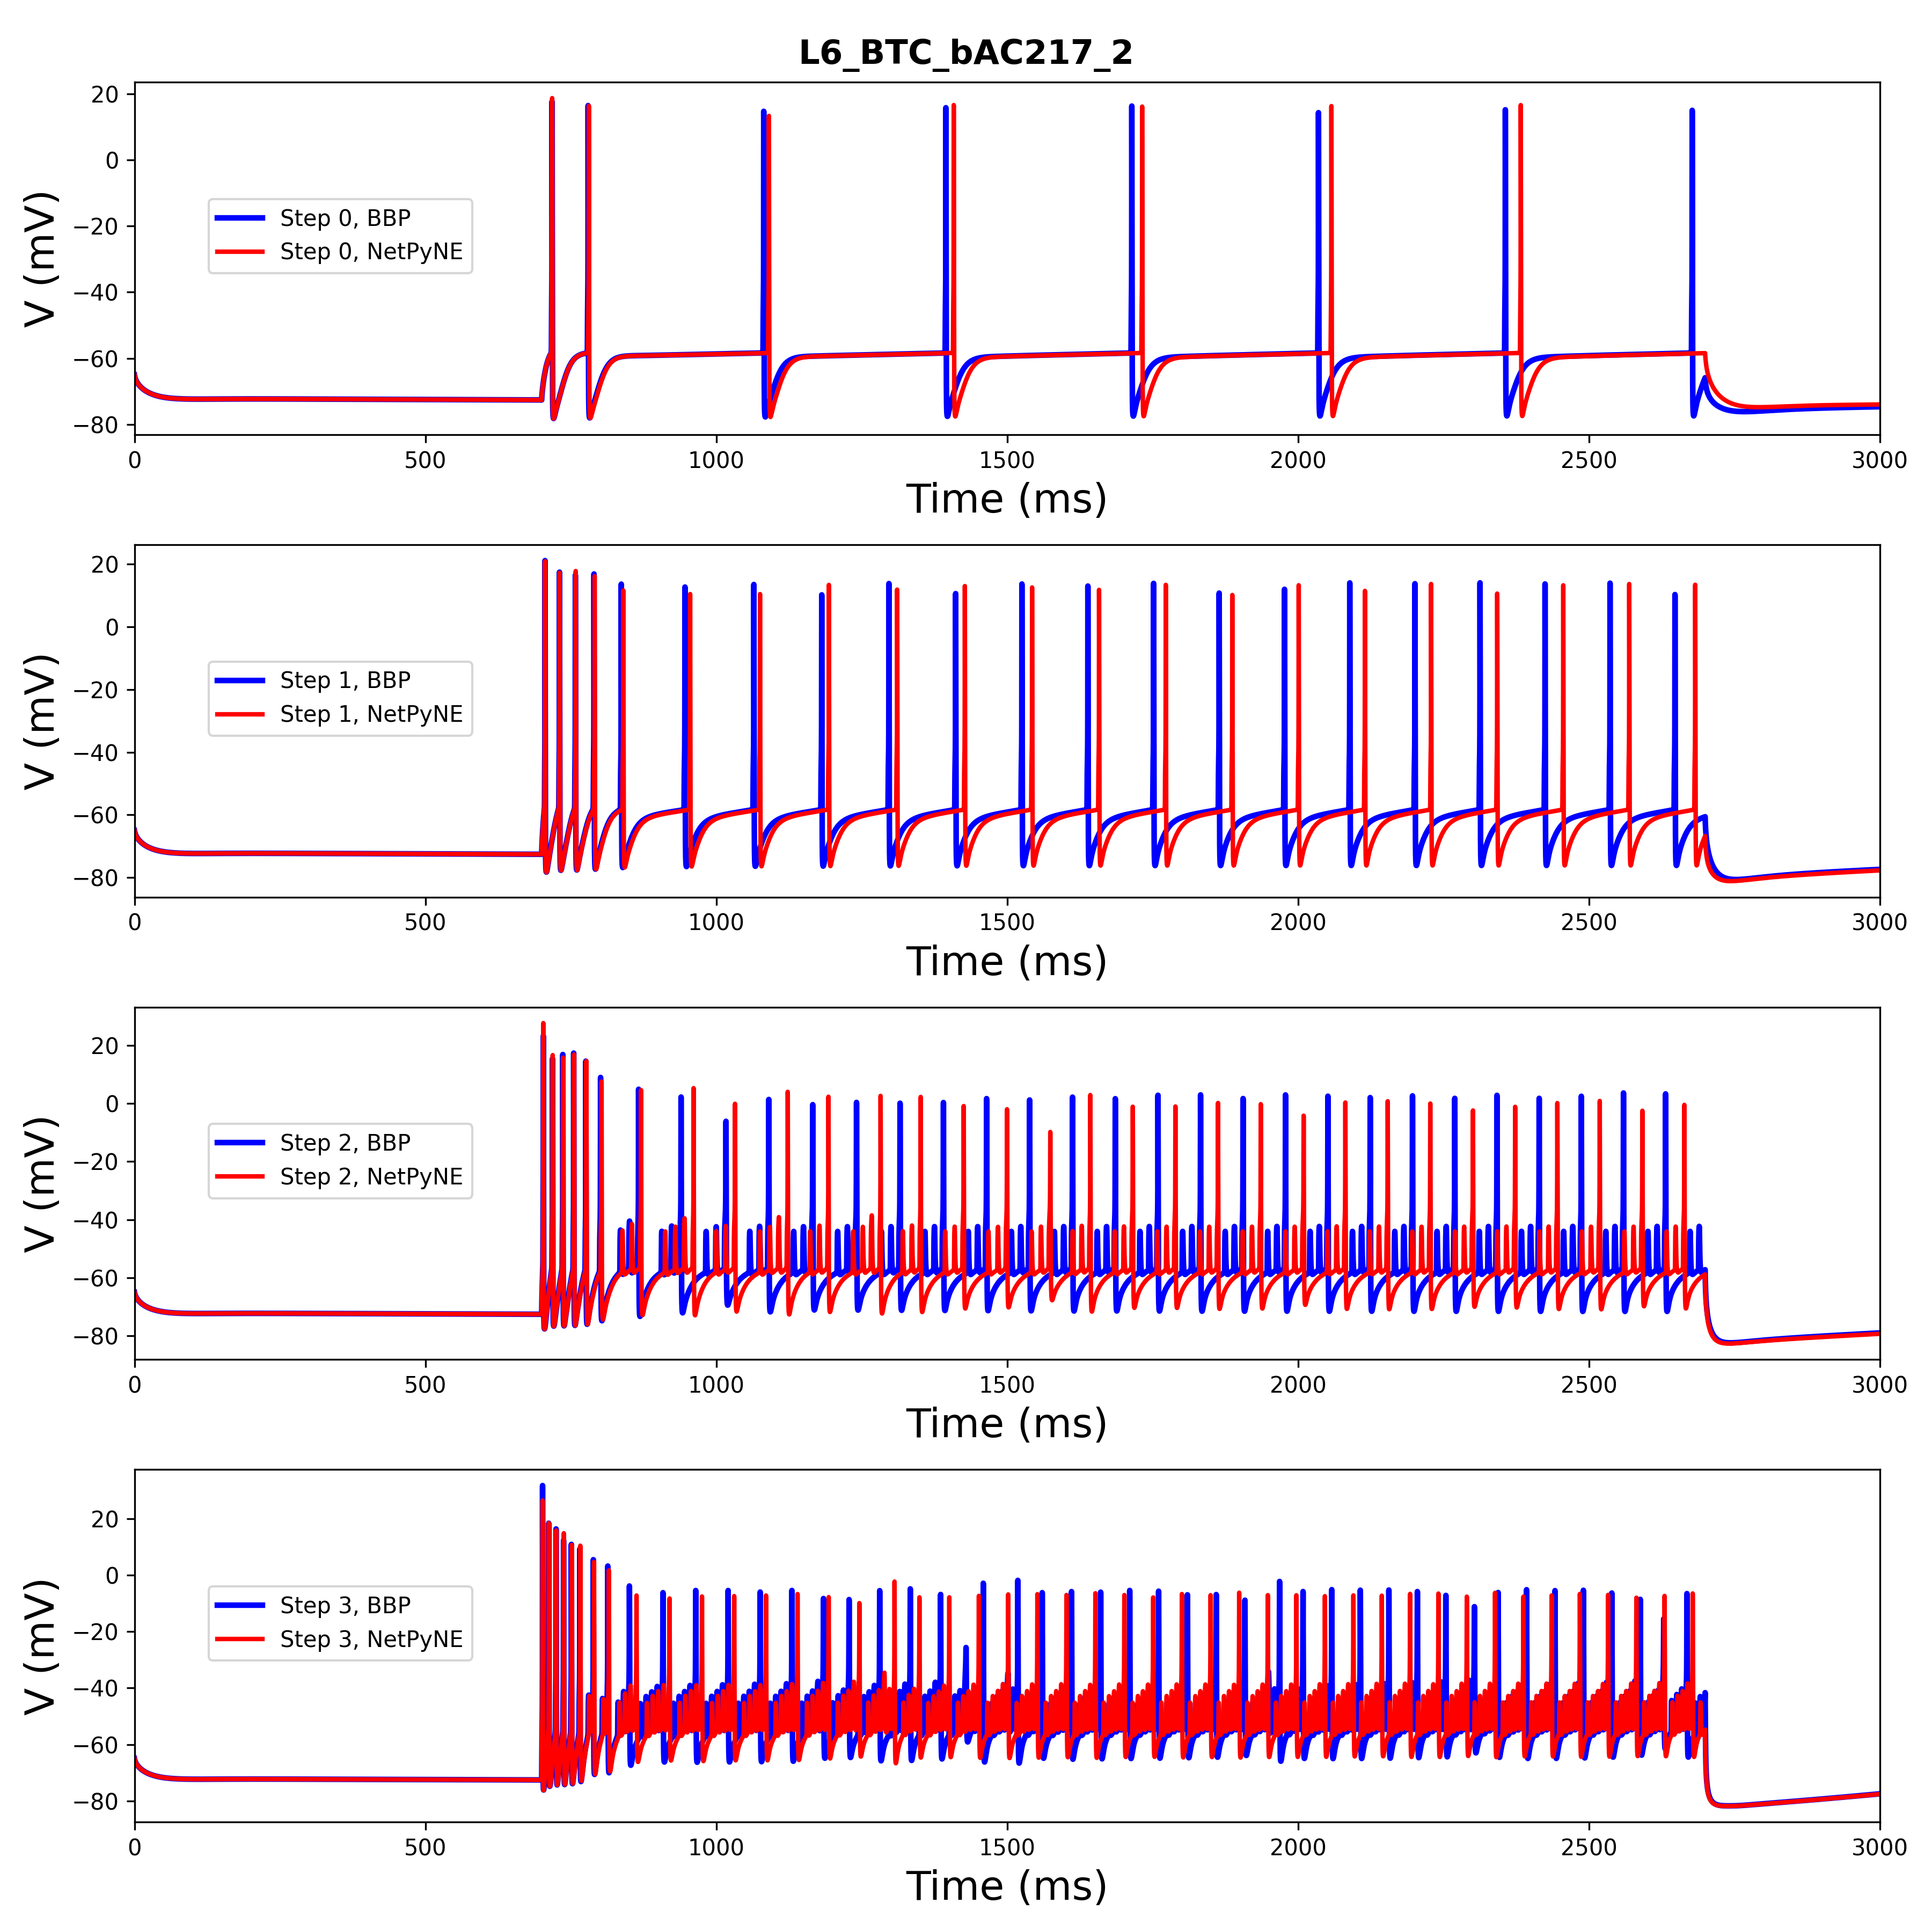 L6_BTC_bAC217_2
20
0
−20
−40
−60
−80
V (mV)
Step 0, BBP
Step 0, NetPyNE
0 500 1000 1500 2000 2500 3000
Time (ms)
20
0
−20
−40
−60
−80
V (mV)
Step 1, BBP
Step 1, NetPyNE
0 500 1000 1500 2000 2500 3000
Time (ms)
20
0
−20
−40
−60
−80
V (mV)
Step 2, BBP
Step 2, NetPyNE
0 500 1000 1500 2000 2500 3000
Time (ms)
20
0
−20
−40
−60
−80
V (mV)
Step 3, BBP
Step 3, NetPyNE
0 500 1000 1500 2000 2500 3000
Time (ms)